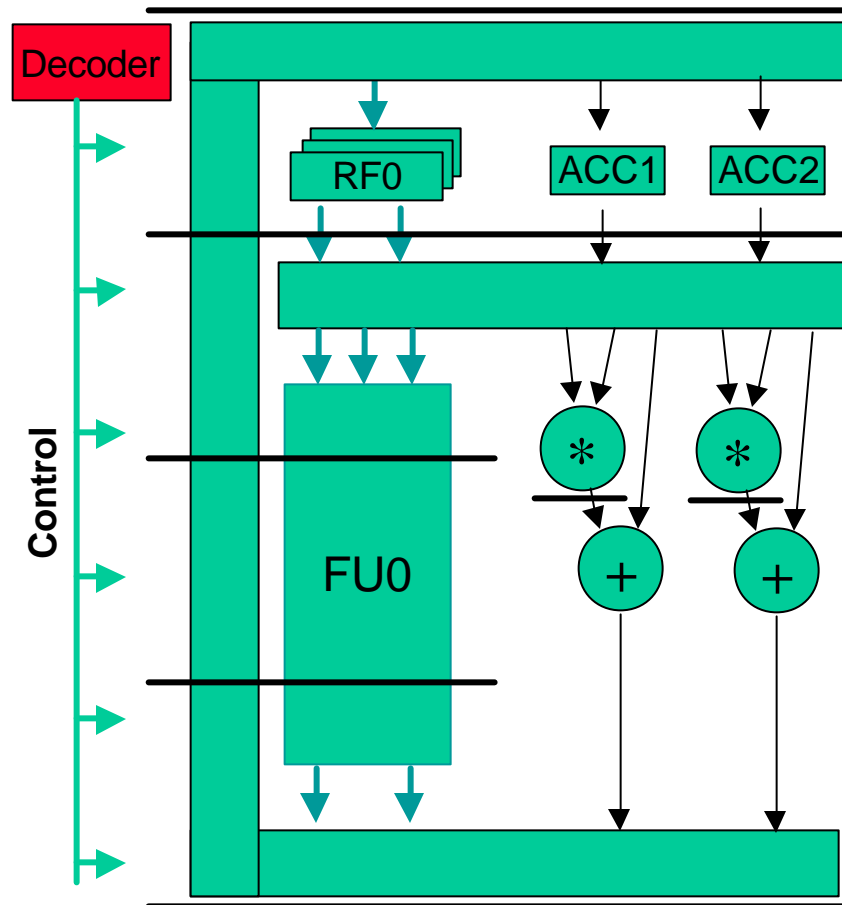 Decoder
RF0
ACC1
ACC2
*
*
Control
FU0
+
+